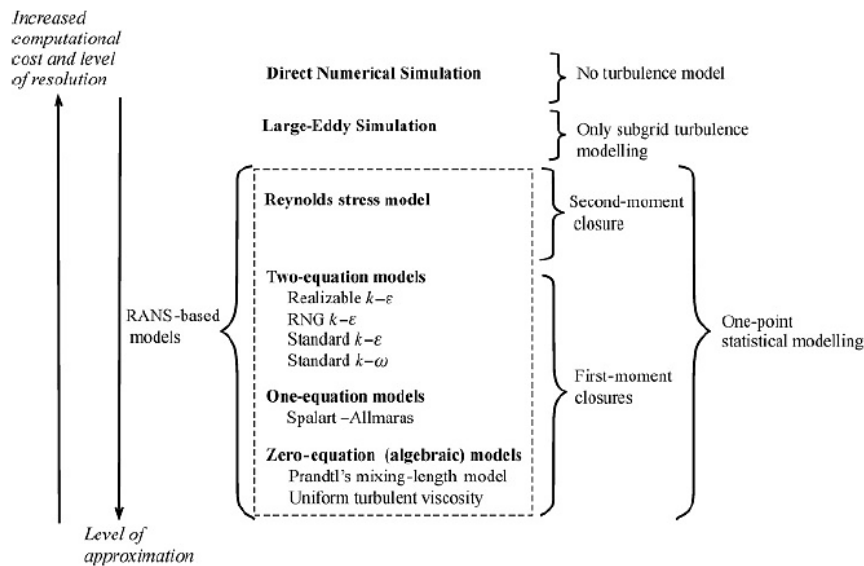 Increased
computational
cost and level
of resolution
Direct Numerical Simulation
No turbulence model
Large-Eddy Simulation
Only subgrid turbulence
modelling
Reynolds stress model
Second-moment
closure
Two-equation models
Realizable k–ε
RNG k–ε
Standard k–ε
Standard k–ω
RANS-based
models
One-point
statistical modelling
One-equation models
Spalart –Allmaras
First-moment
closures
Zero-equation (algebraic) models
Prandtl's mixing-length model
Uniform turbulent viscosity
Level of
approximation